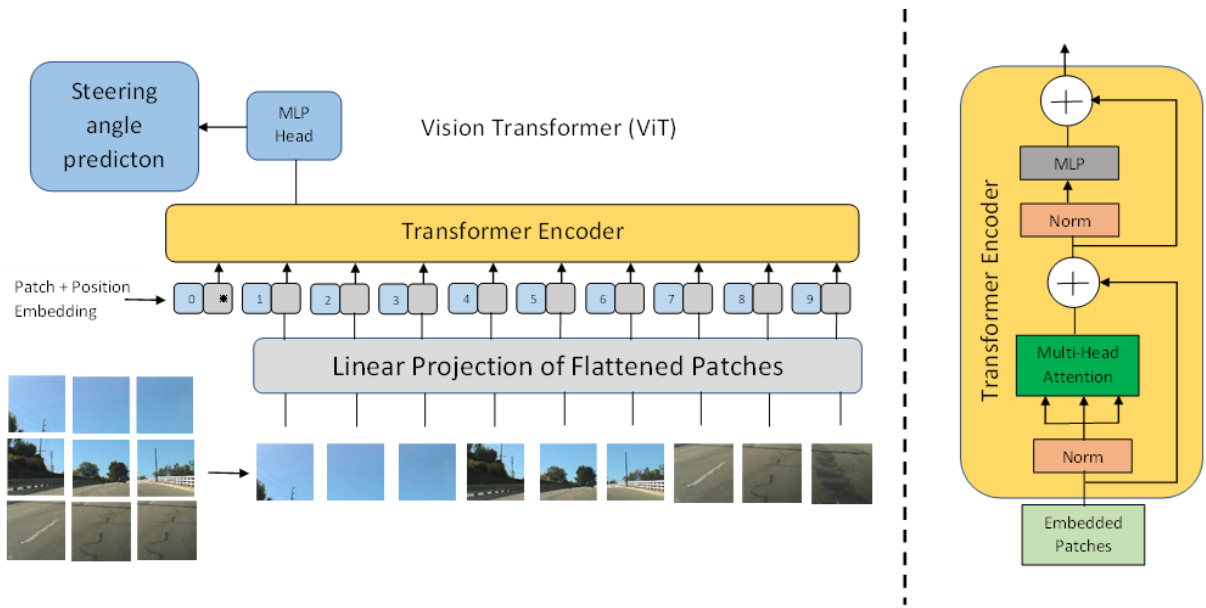 Steering
angle
predicton
MLP
Head
Vision Transformer (ViT)
Transformer Encoder
Patch + Position
Embedding
0 * 1 2 3 4 5 6 7 8 9
Linear Projection of Flattened Patches
Transformer Encoder
MLP
Norm
Multi-Head
Attention
Norm
Embedded
Patches